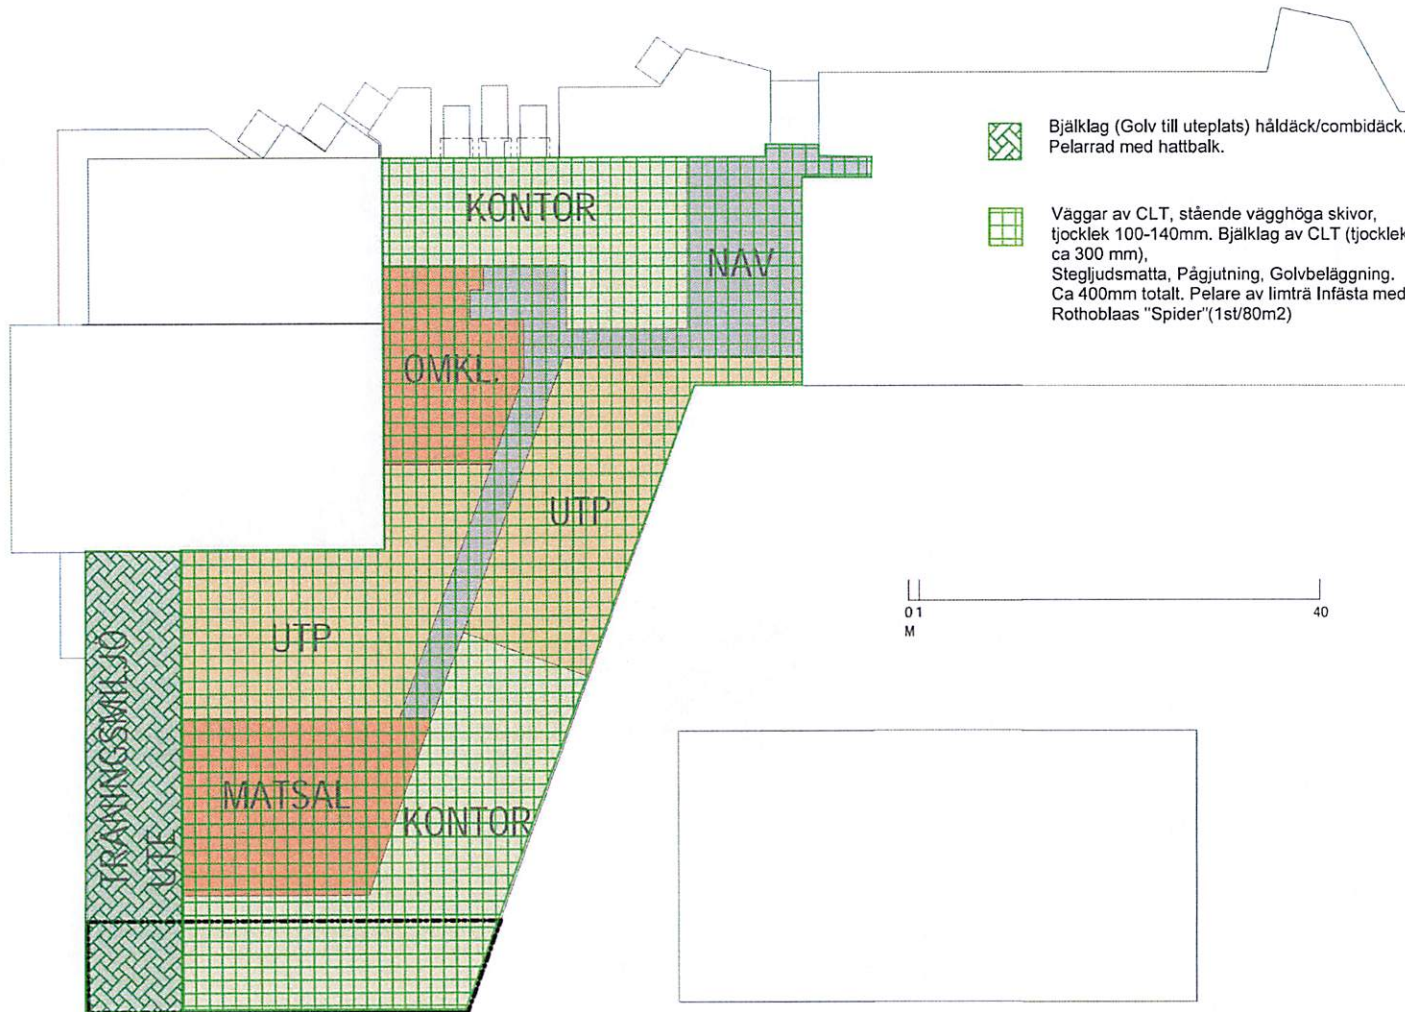 Bjälklag (Golv till uteplats) håldäck/combidäck.
Pelarrad med hattbalk.
Väggar av CLT, stående vägghöga skivor,
tjocklek 100-140mm. Bjälklag av CLT (tjocklek
ca 300 mm),
Stegljudsmatta, Pågjutning, Golvbeläggning.
Ca 400mm totalt. Pelare av limträ Infästa med
Rothoblaas "Spider"(1st/80m2)
KONTOR
NAV
OMKL.
UTP
UTP
MATSAL
KONTOR
TRÄNINGSMILJÖ
UTE
0 1
40
M